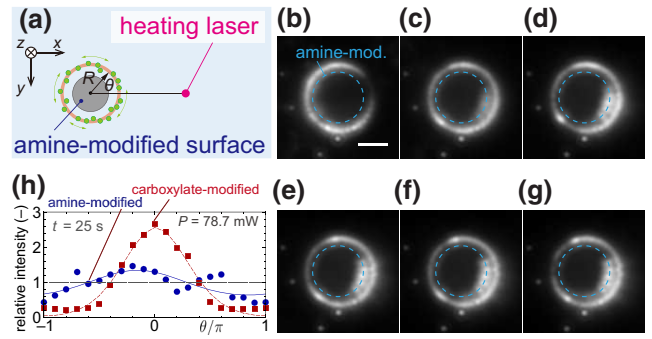 (a)
heating laser
z
x
y
R
θ
amine-modified surface
(b)
amine-mod.
(c)
(d)
(e)
(f)
(g)
(h)
carboxylate-modified
amine-modified
t = 25 s
P = 78.7 mW
relative intensity (–)
3
2
1
0
−1
0
θ/π
1